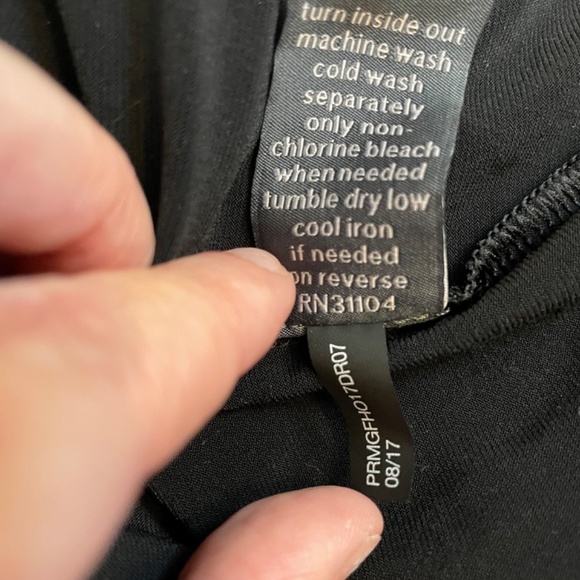 turn inside out
machine wash
cold wash
separately
only non-
chlorine bleach
when needed
tumble dry low
cool iron
if needed
on reverse
RN31104
PRMGFHO17DR07
08/17